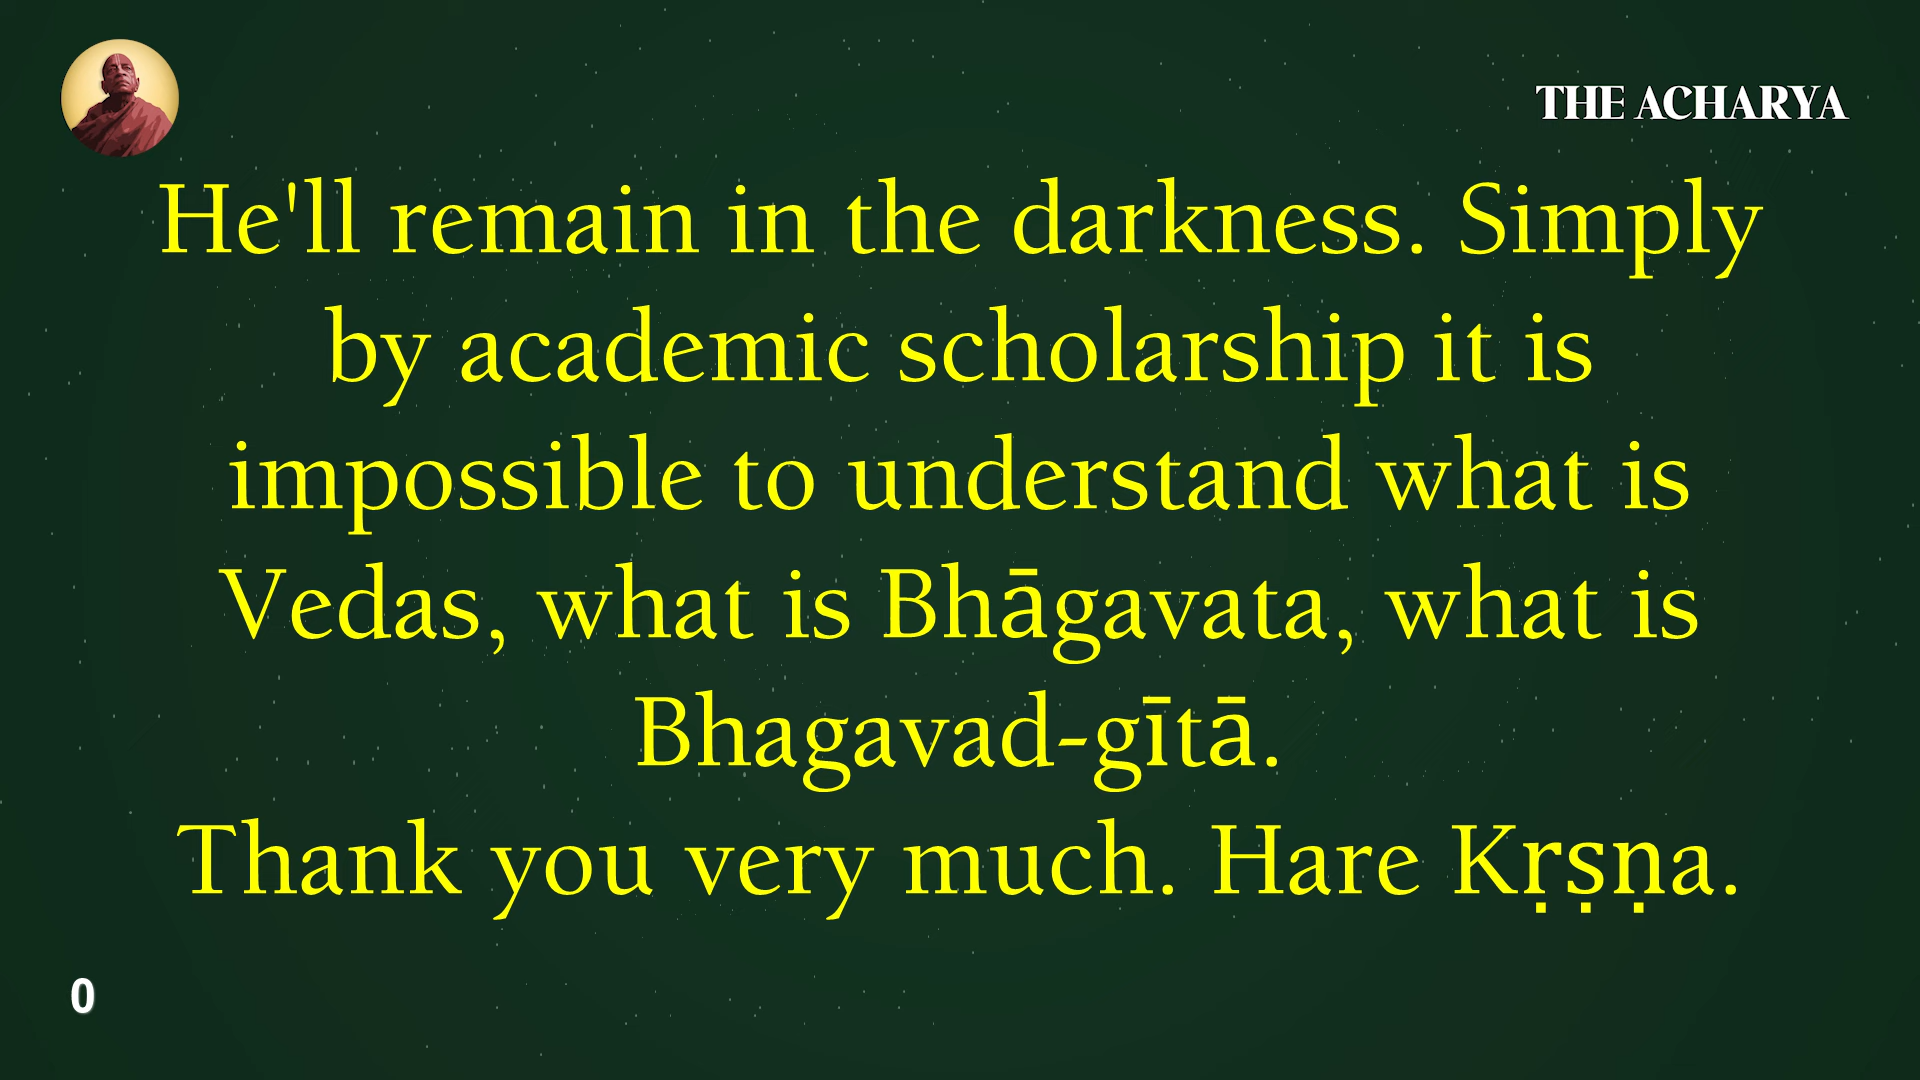 THE ACHARYA
He'll remain in the darkness. Simply
by academic scholarship it is
impossible to understand what is
Vedas, what is Bhāgavata, what is
Bhagavad-gītā.
Thank you very much. Hare Kṛṣṇa.
0